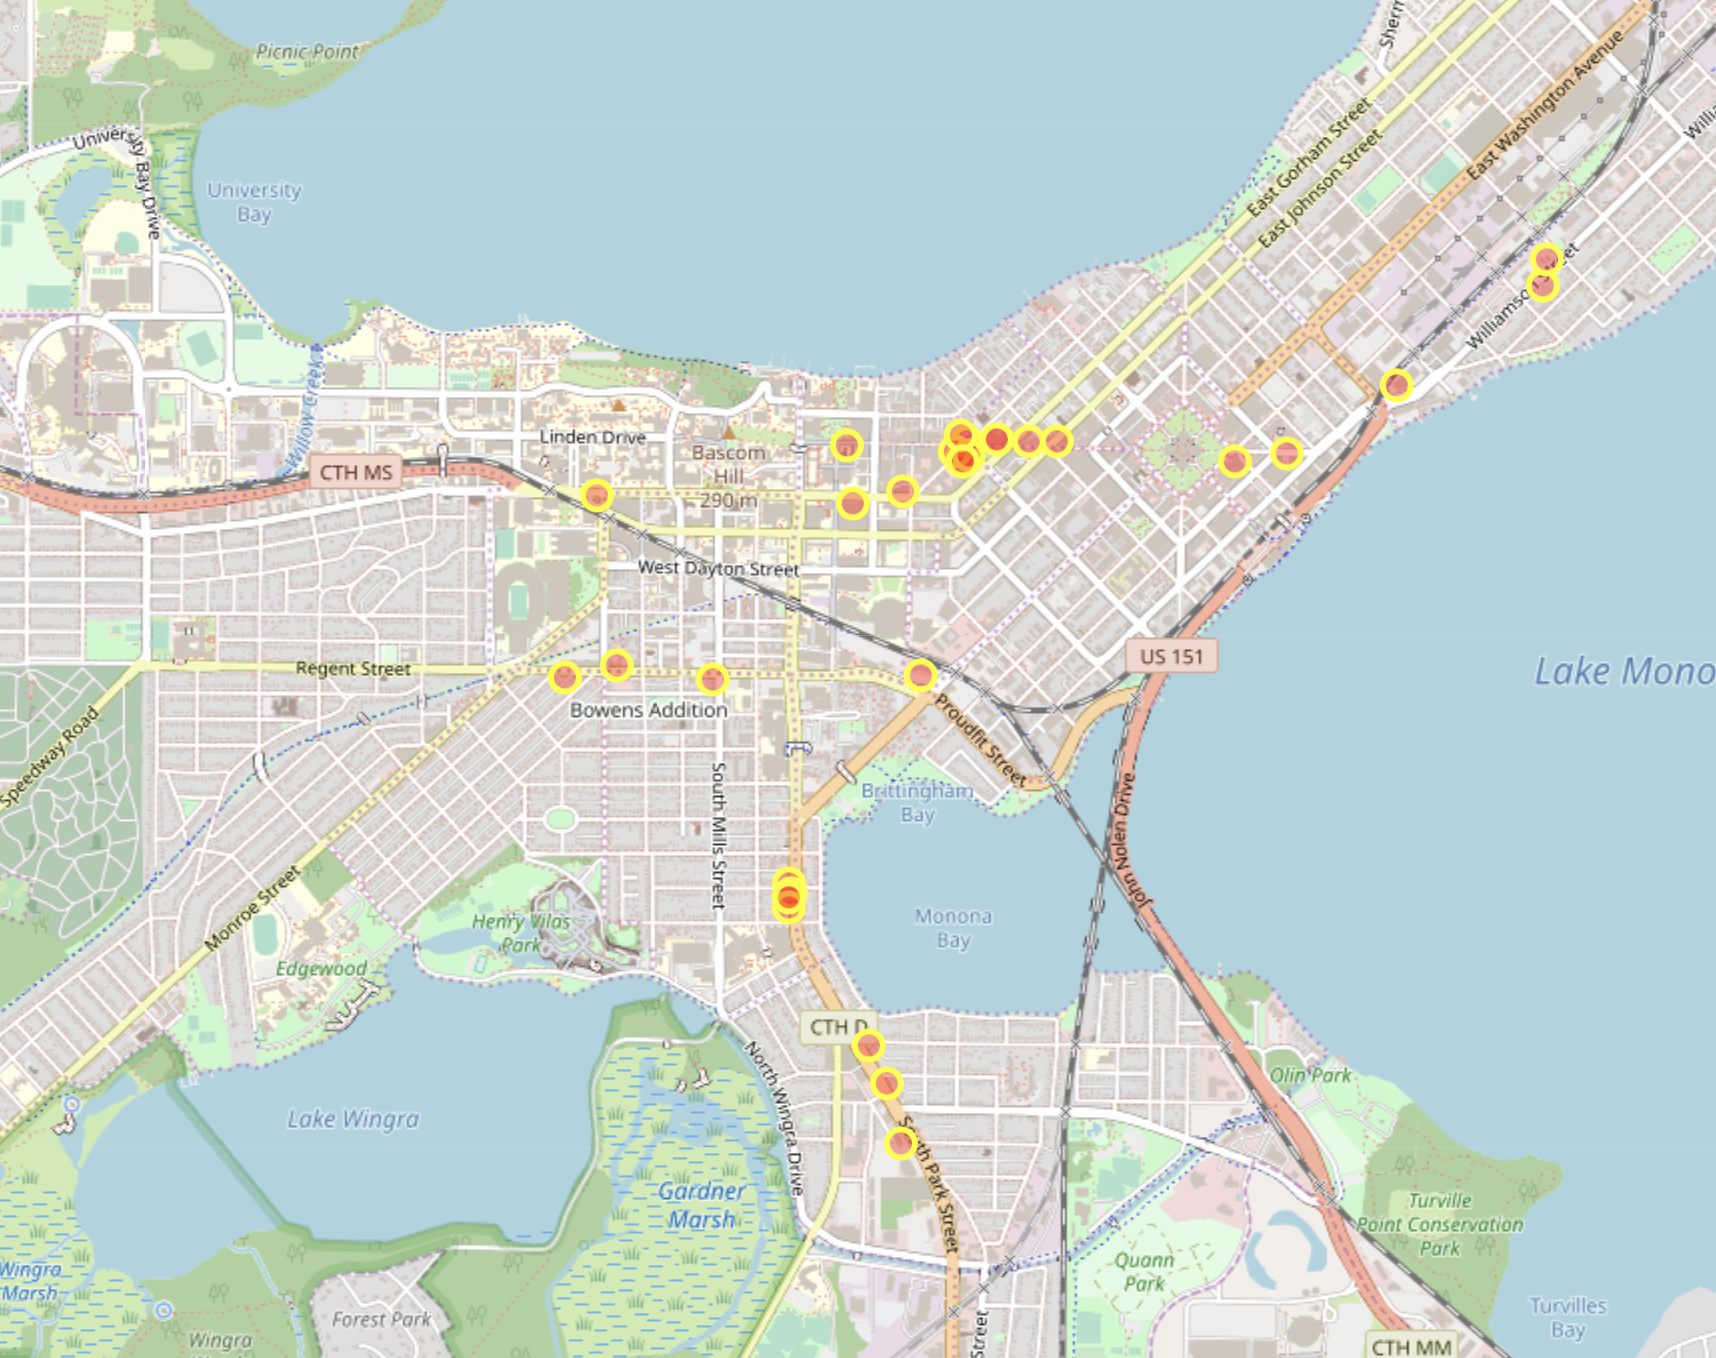 Picnic Point
Sherm
University Bay Drive
University
Bay
East Gorham Street
East Johnson Street
East Washington Avenue
Willia
Williamson Street
Willow Creek
Linden Drive
Bascom
Hill
290 m
CTH MS
West Dayton Street
Regent Street
US 151
Lake Mono
Bowens Addition
Speedway Road
Proudfit Street
South Mills Street
Brittingham
Bay
John Nolen Drive
Monroe Street
Henry Vilas
Park
Monona
Bay
Edgewood
CTH D
North Wingra Drive
Olin Park
Lake Wingra
South Park Street
Gardner
Marsh
Turville
Point Conservation
Park
Quann
Park
Wingra
Marsh
Forest Park
Wingra
Street
Turvilles
Bay
CTH MM